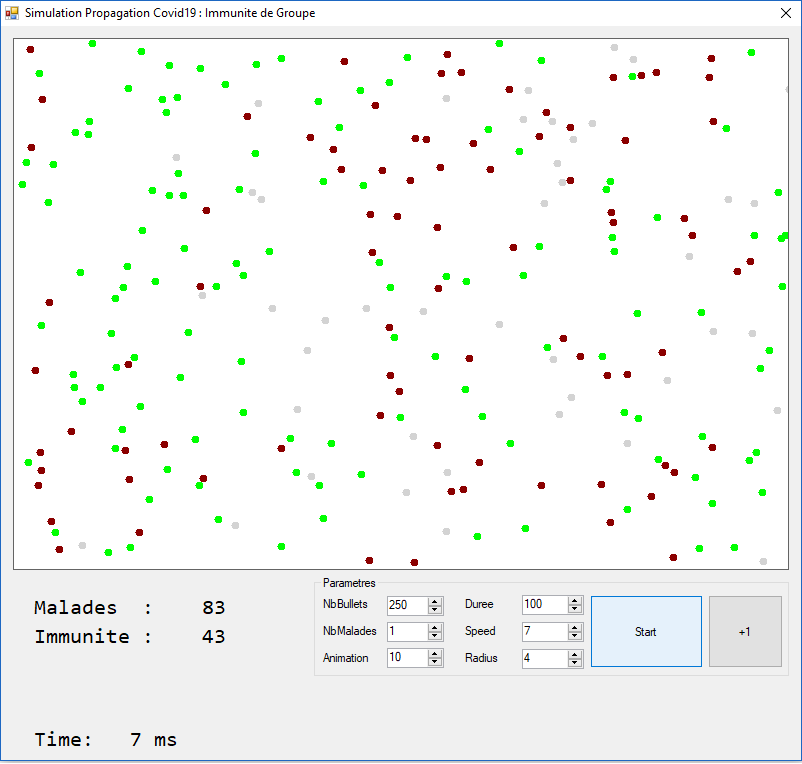 Simulation Propagation Covid19 : Immunite de Groupe
Malades : 83
Immunite : 43
Time: 7 ms
Parametres
NbBullets 250 Duree 100
NbMalades 1 Speed 7
Animation 10 Radius 4
Start +1